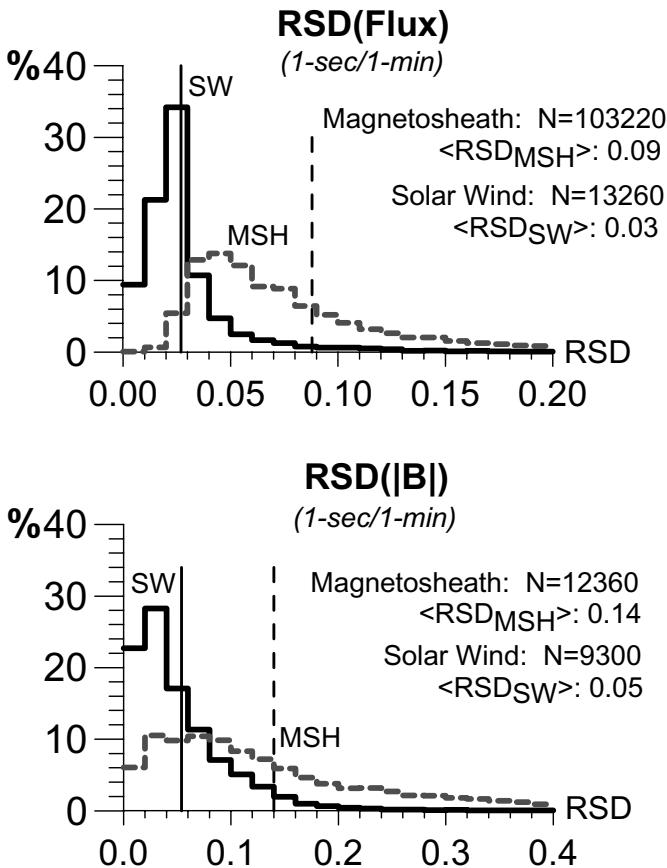 RSD(Flux)
(1-sec/1-min)
%40
SW
Magnetosheath: N=103220
<RSDMSH>: 0.09
30
Solar Wind: N=13260
<RSDSW>: 0.03
20
MSH
10
0
RSD
0.00 0.05 0.10 0.15 0.20
RSD(|B|)
(1-sec/1-min)
%40
SW
Magnetosheath: N=12360
<RSDMSH>: 0.14
30
Solar Wind: N=9300
<RSDSW>: 0.05
20
MSH
10
0
RSD
0.0 0.1 0.2 0.3 0.4